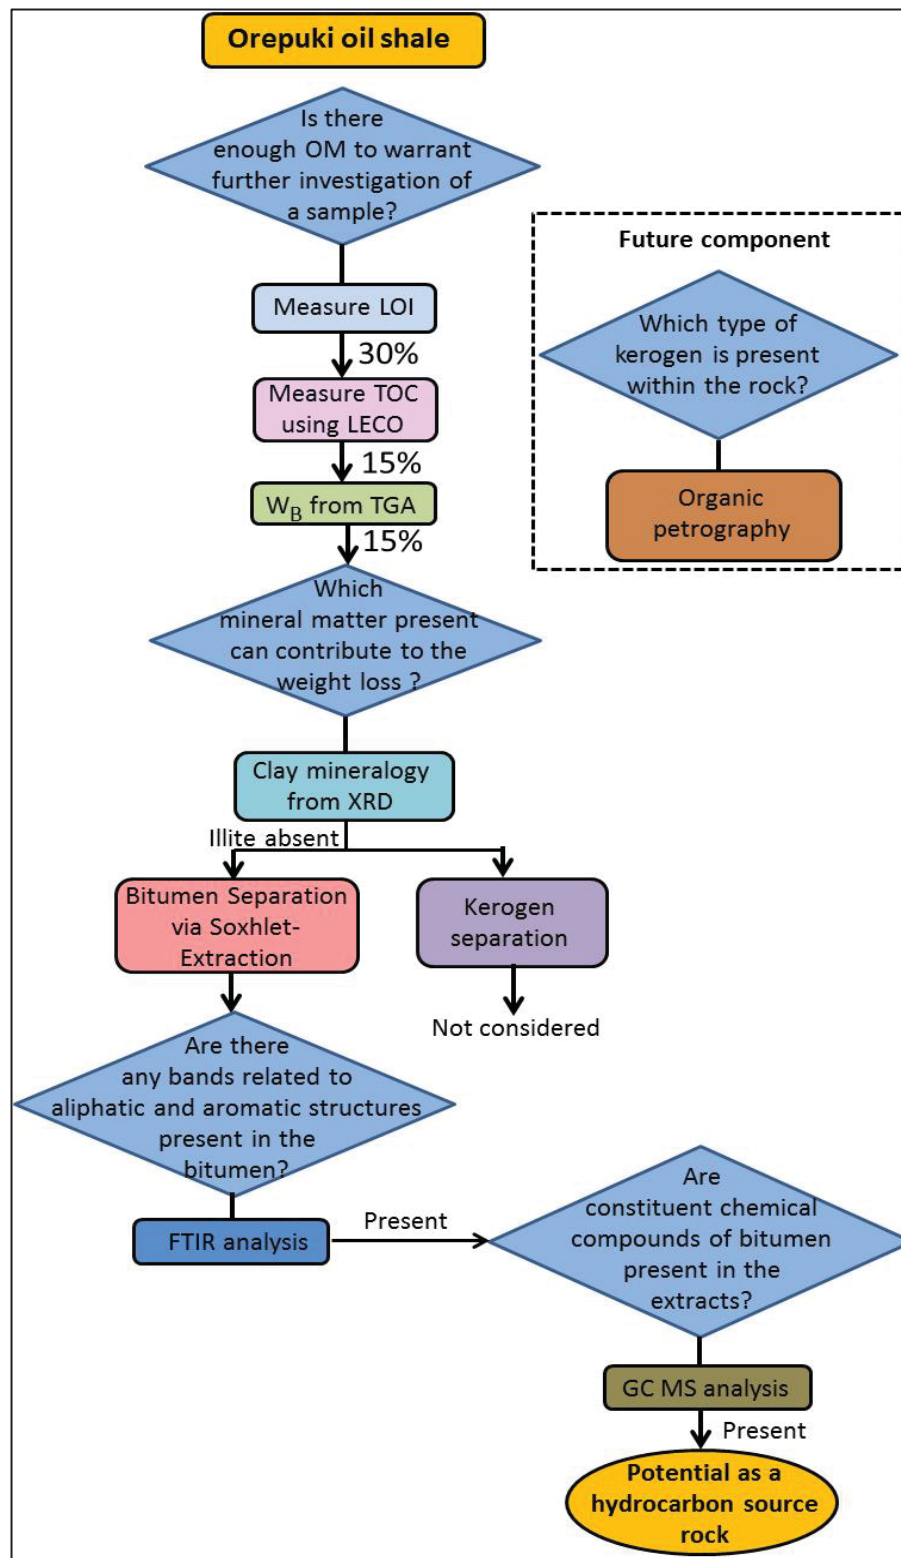 Orepuki oil shale
Is there
enough OM to warrant
further investigation of
a sample?
Measure LOI
30%
Measure TOC
using LECO
15%
W_B from TGA
15%
Which
mineral matter present
can contribute to the
weight loss ?
Clay mineralogy
from XRD
Illite absent
Bitumen Separation
via Soxhlet-
Extraction
Kerogen
separation
Not considered
Are there
any bands related to
aliphatic and aromatic structures
present in the
bitumen?
FTIR analysis
Present
Are
constituent chemical
compounds of bitumen
present in the
extracts?
GC MS analysis
Present
Potential as a
hydrocarbon source
rock
Future component
Which type of
kerogen is present
within the rock?
Organic
petrography